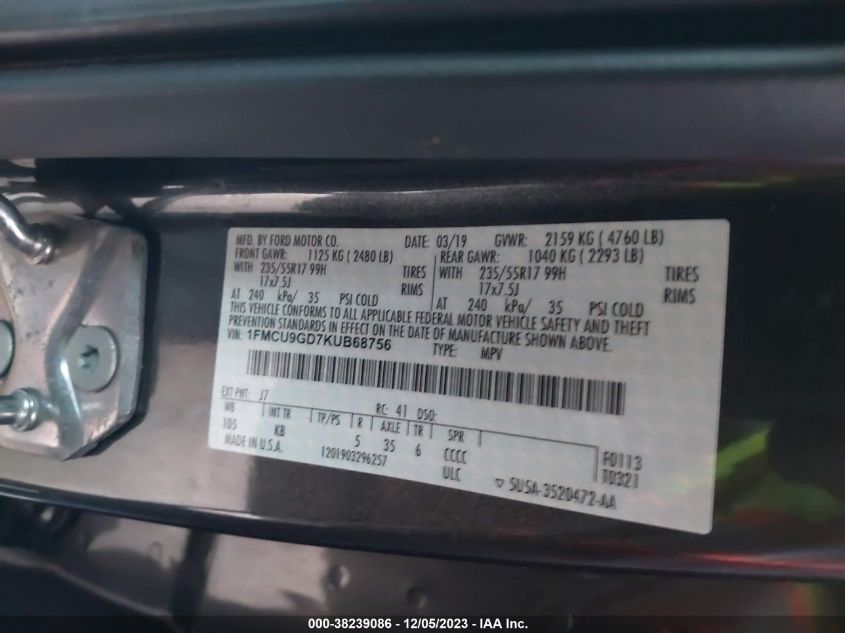 MFD. BY FORD MOTOR CO. DATE: 03/19 GVWR: 2159 KG ( 4760 LB)
FRONT GAWR: 1125 KG ( 2480 LB) REAR GAWR: 1040 KG ( 2293 LB)
WITH 235/55R17 99H TIRES WITH 235/55R17 99H TIRES
17x7.5J RIMS 17x7.5J RIMS
AT 240 kPa/ 35 PSI COLD AT 240 kPa/ 35 PSI COLD
THIS VEHICLE CONFORMS TO ALL APPLICABLE FEDERAL MOTOR VEHICLE SAFETY AND THEFT
PREVENTION STANDARDS IN EFFECT ON THE DATE OF MANUFACTURE SHOWN ABOVE.
VIN: 1FMCU9GD7KUB68756 TYPE: MPV
EXT PNT: J7 RC: 41 DSO:
WB INT TR TP/PS R AXLE TR SPR
105 KB 5 35 6 CCCC F0113
MADE IN U.S.A. 1201903296257 ULC T0321
5U5A-3520472-AA
000-38239086 - 12/05/2023 - IAA Inc.